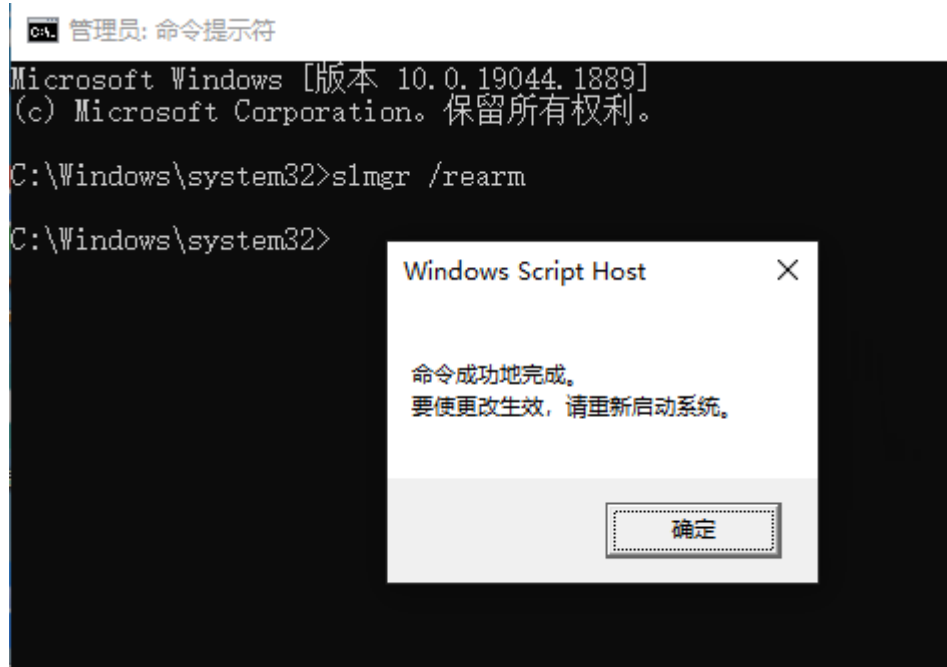 管理员: 命令提示符
Microsoft Windows [版本 10.0.19044.1889]
(c) Microsoft Corporation。保留所有权利。
C:\Windows\system32>slmgr /rearm
C:\Windows\system32>
Windows Script Host
命令成功地完成。
要使更改生效，请重新启动系统。
确定